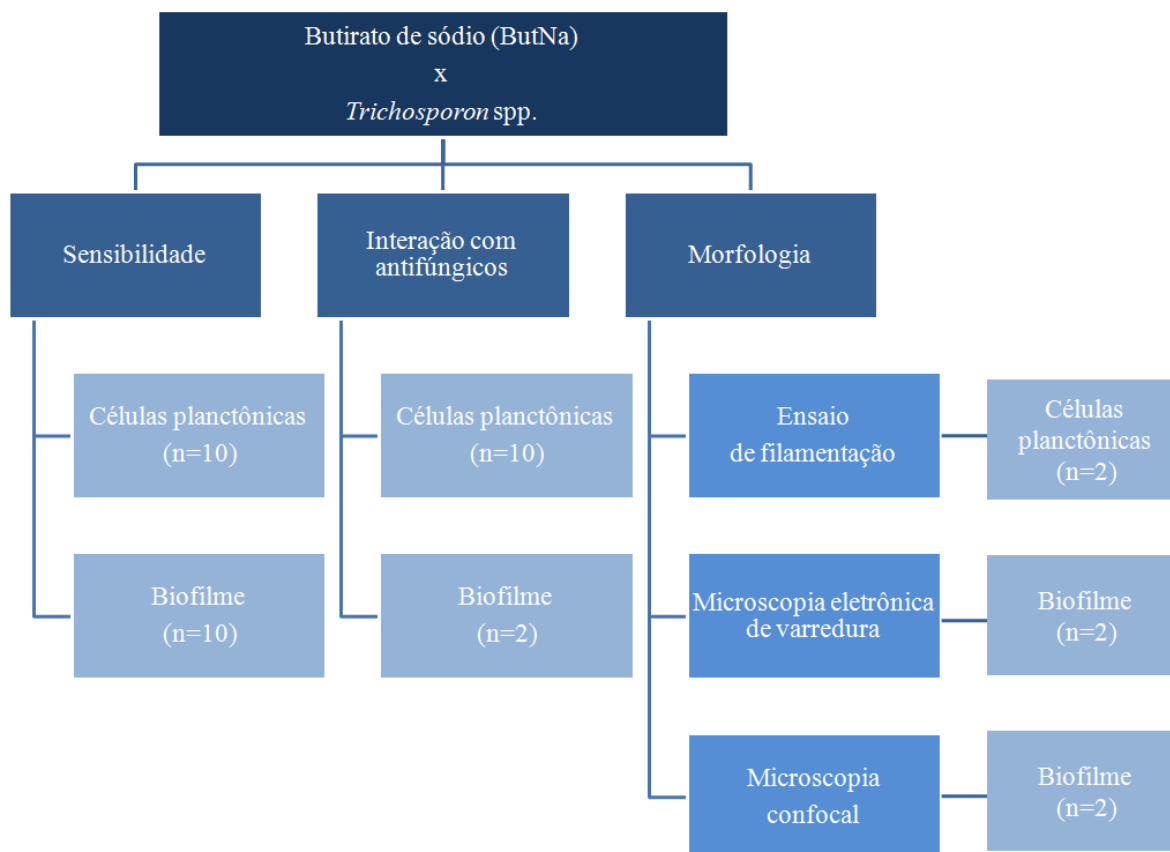 Butirato de sódio (ButNa)
x
Trichosporon spp.
Sensibilidade
Interação com
antifúngicos
Morfologia
Células planctônicas
(n=10)
Células planctônicas
(n=10)
Ensaio
de filamentação
Células
planctônicas
(n=2)
Biofilme
(n=10)
Biofilme
(n=2)
Microscopia eletrônica
de varredura
Biofilme
(n=2)
Microscopia
confocal
Biofilme
(n=2)